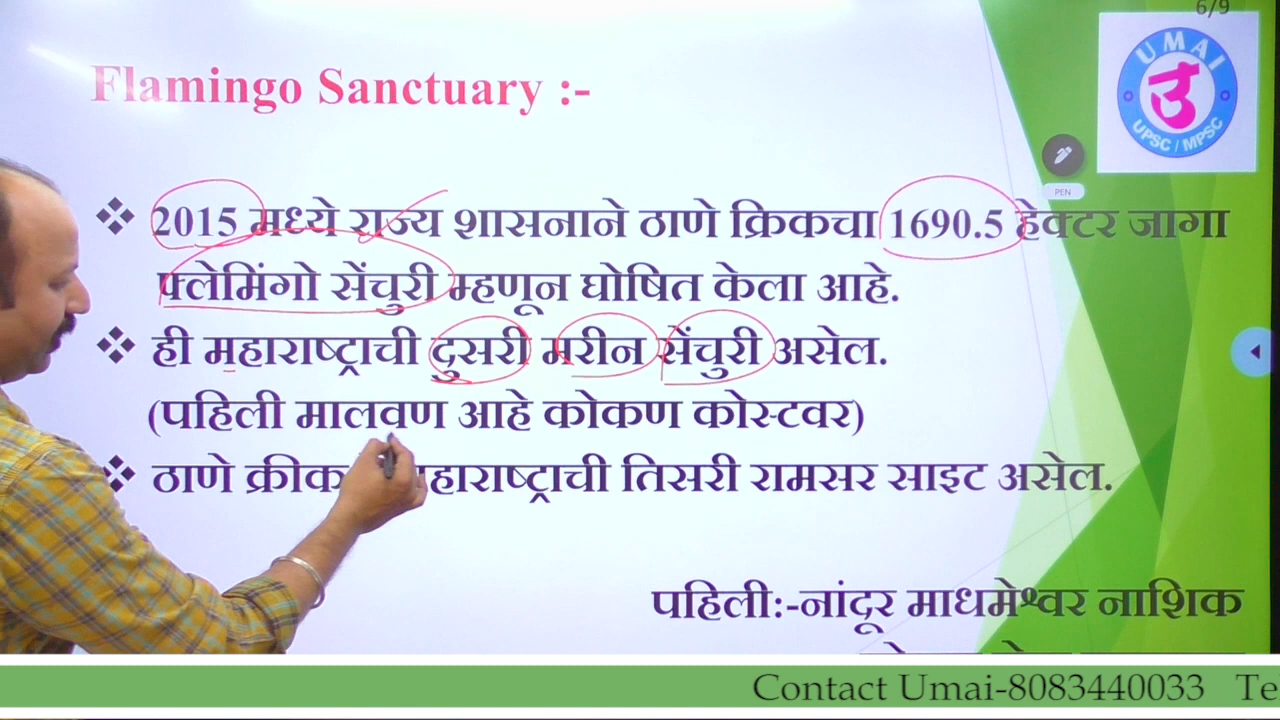 6/9
Flamingo Sanctuary :-
UMAI
उ
UPSC / MPSC
PEN
❖ 2015 मध्ये राज्य शासनाने ठाणे क्रिकचा 1690.5 हेक्टर जागा
फ्लेमिंगो सेंचुरी म्हणून घोषित केला आहे.
❖ ही महाराष्ट्राची दुसरी मरीन सेंचुरी असेल.
(पहिली मालवण आहे कोकण कोस्टवर)
❖ ठाणे क्रीक हाराष्ट्राची तिसरी रामसर साइट असेल.
पहिली:-नांदूर माधमेश्वर नाशिक
Contact Umai-8083440033 Te